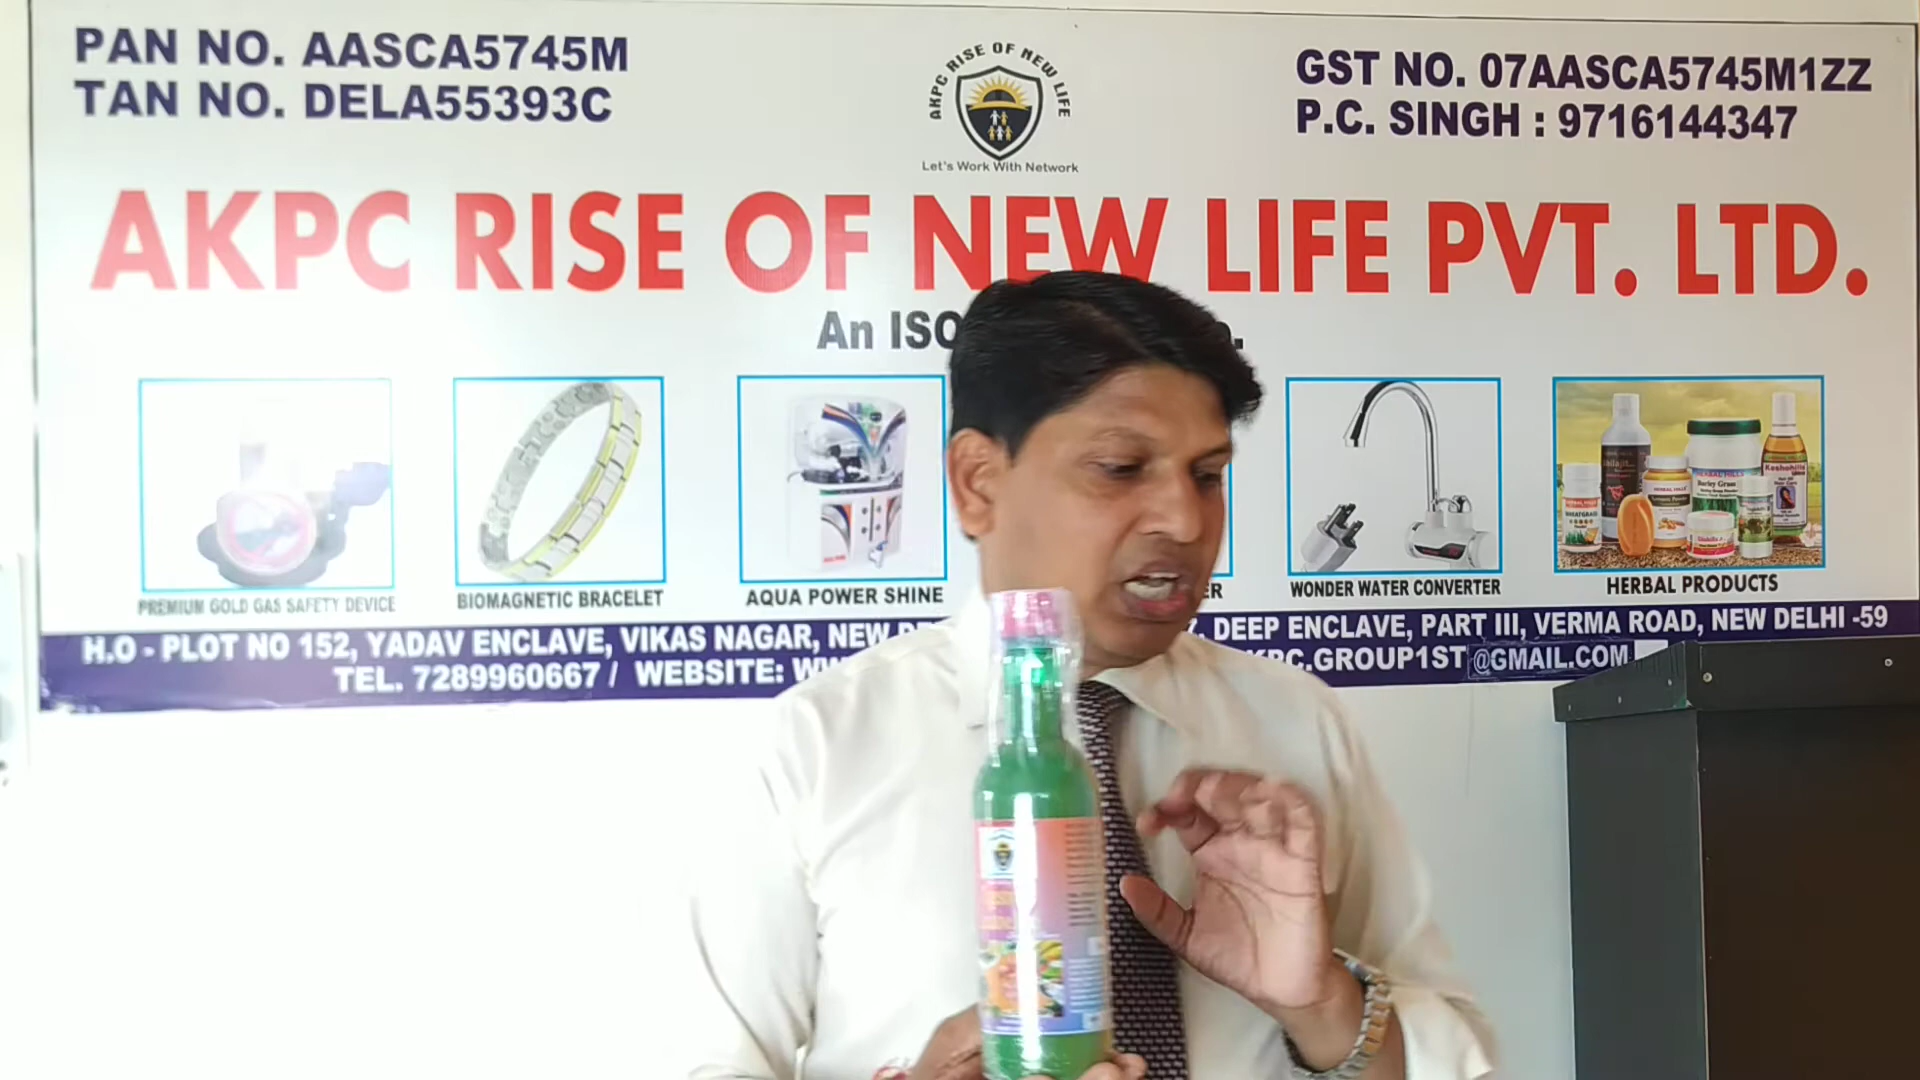 PAN NO. AASCA5745M
TAN NO. DELA55393C
AKPC RISE OF NEW LIFE
Let's Work With Network
GST NO. 07AASCA5745M1ZZ
P.C. SINGH : 9716144347
AKPC RISE OF NEW LIFE PVT. LTD.
An ISO
PREMIUM GOLD GAS SAFETY DEVICE
BIOMAGNETIC BRACELET
AQUA POWER SHINE
WONDER WATER CONVERTER
HERBAL PRODUCTS
H.O - PLOT NO 152, YADAV ENCLAVE, VIKAS NAGAR, NEW
DEEP ENCLAVE, PART III, VERMA ROAD, NEW DELHI -59
TEL. 7289960667 / WEBSITE:
.GROUP1ST@GMAIL.COM